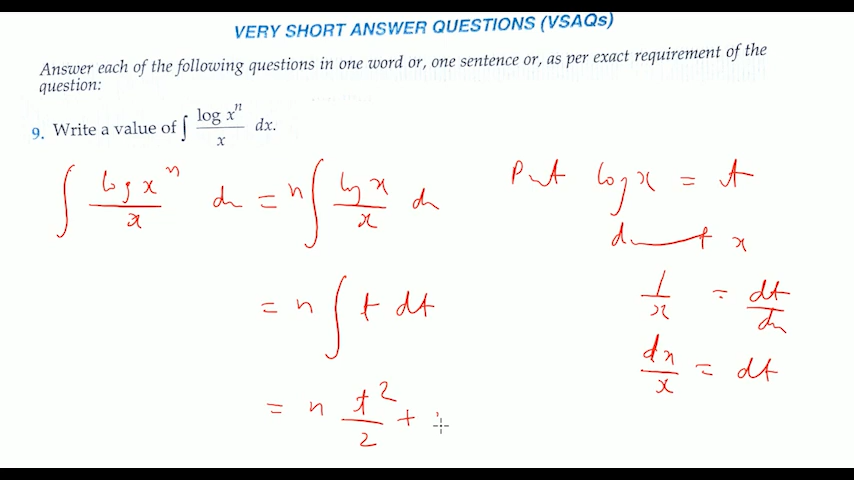 VERY SHORT ANSWER QUESTIONS (VSAQs)
Answer each of the following questions in one word or, one sentence or, as per exact requirement of the
question:
9. Write a value of ∫ log xⁿ / x dx.
∫ log xⁿ / x dx = n ∫ log x / x dx
= n ∫ t dt
= n t² / 2 +
Put log x = t
1 / x = dt / dx
dx / x = dt